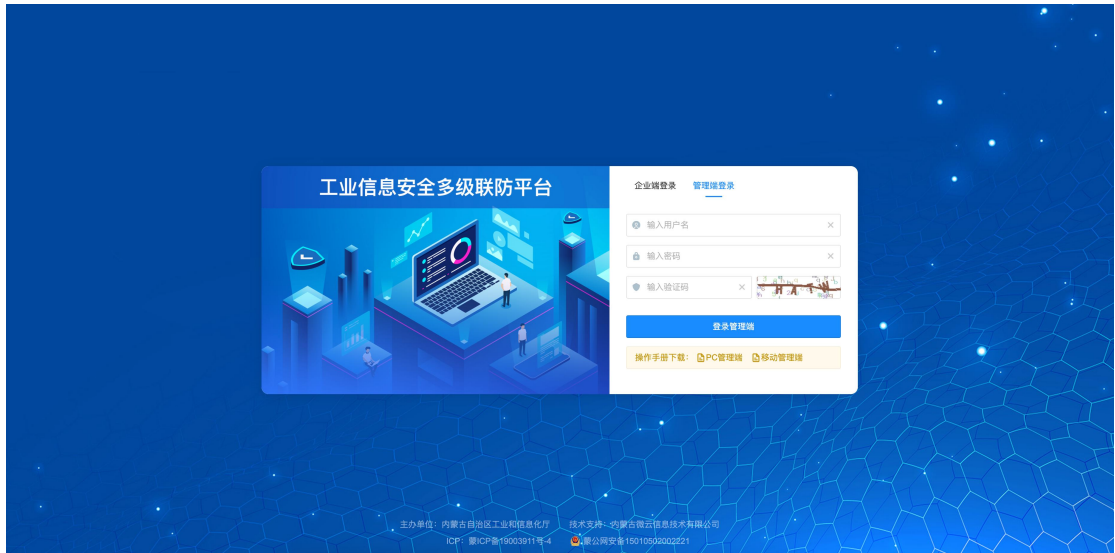 工业信息安全多级联防平台
企业端登录 管理端登录
输入用户名
输入密码
输入验证码
登录管理端
操作手册下载: PC管理端 移动管理端
主办单位: 内蒙古自治区工业和信息化厅 技术支持: 内蒙古微云信息技术有限公司
ICP: 蒙ICP备19003911号-4 蒙公网安备15010502002221